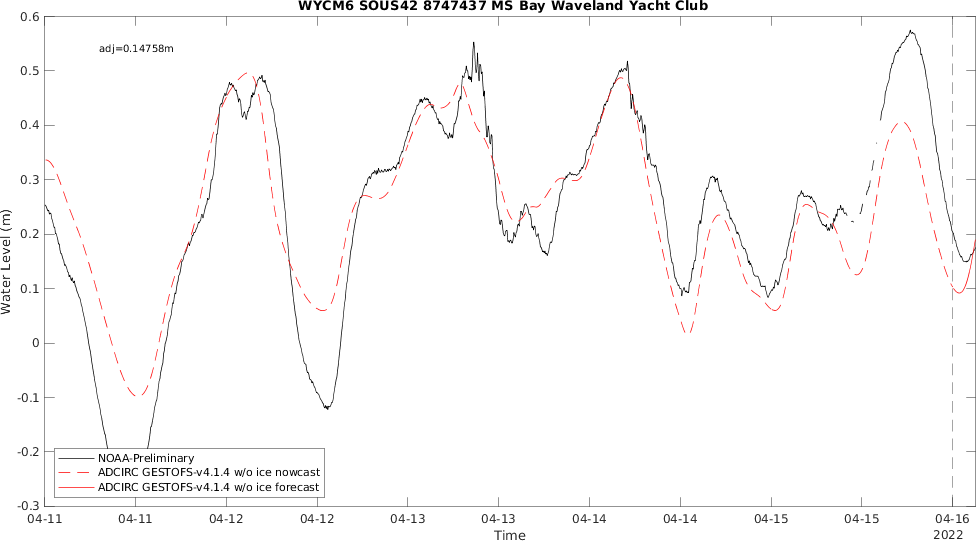 WYCM6 SOUS42 8747437 MS Bay Waveland Yacht Club
adj=0.14758m
Water Level (m)
0.6
0.5
0.4
0.3
0.2
0.1
0
-0.1
-0.2
-0.3
NOAA-Preliminary
ADCIRC GESTOFS-v4.1.4 w/o ice nowcast
ADCIRC GESTOFS-v4.1.4 w/o ice forecast
04-11 04-11 04-12 04-12 04-13 04-13 04-14 04-14 04-15 04-15 04-16
Time
2022